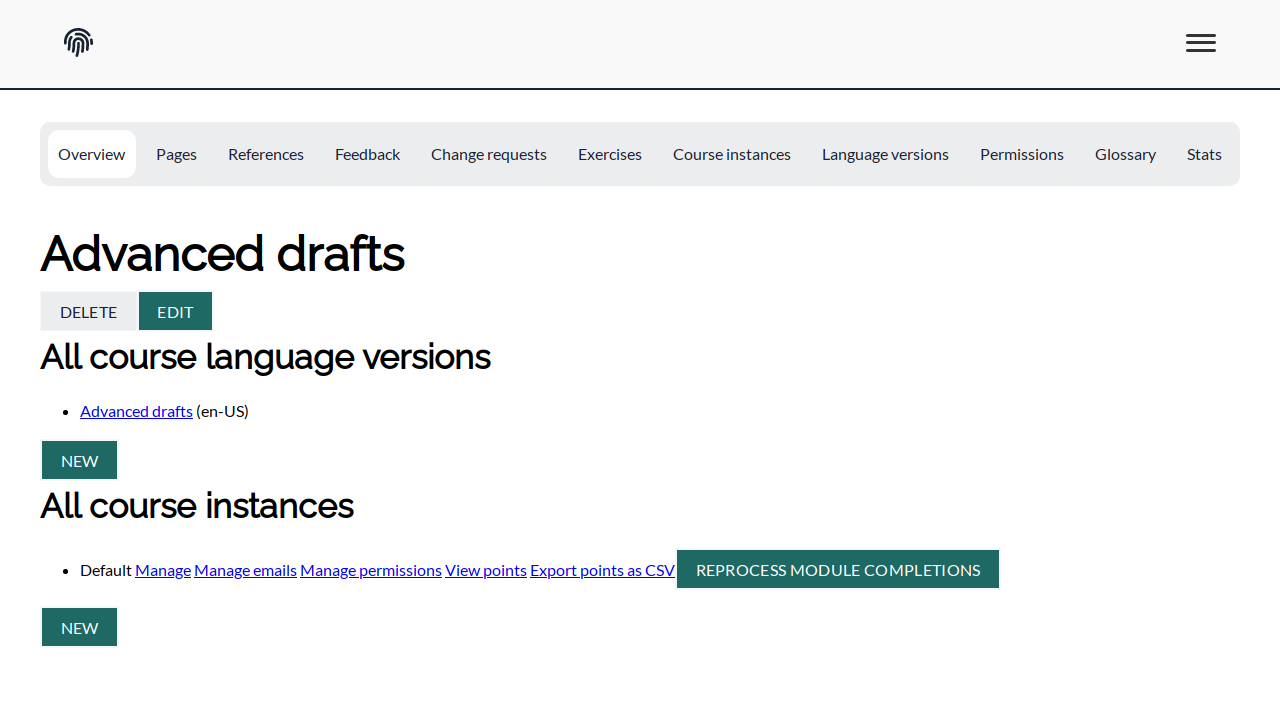 Overview Pages References Feedback Change requests Exercises Course instances Language versions Permissions Glossary Stats
Advanced drafts
DELETE EDIT
All course language versions
• Advanced drafts (en-US)
NEW
All course instances
• Default Manage Manage emails Manage permissions View points Export points as CSV REPROCESS MODULE COMPLETIONS
NEW